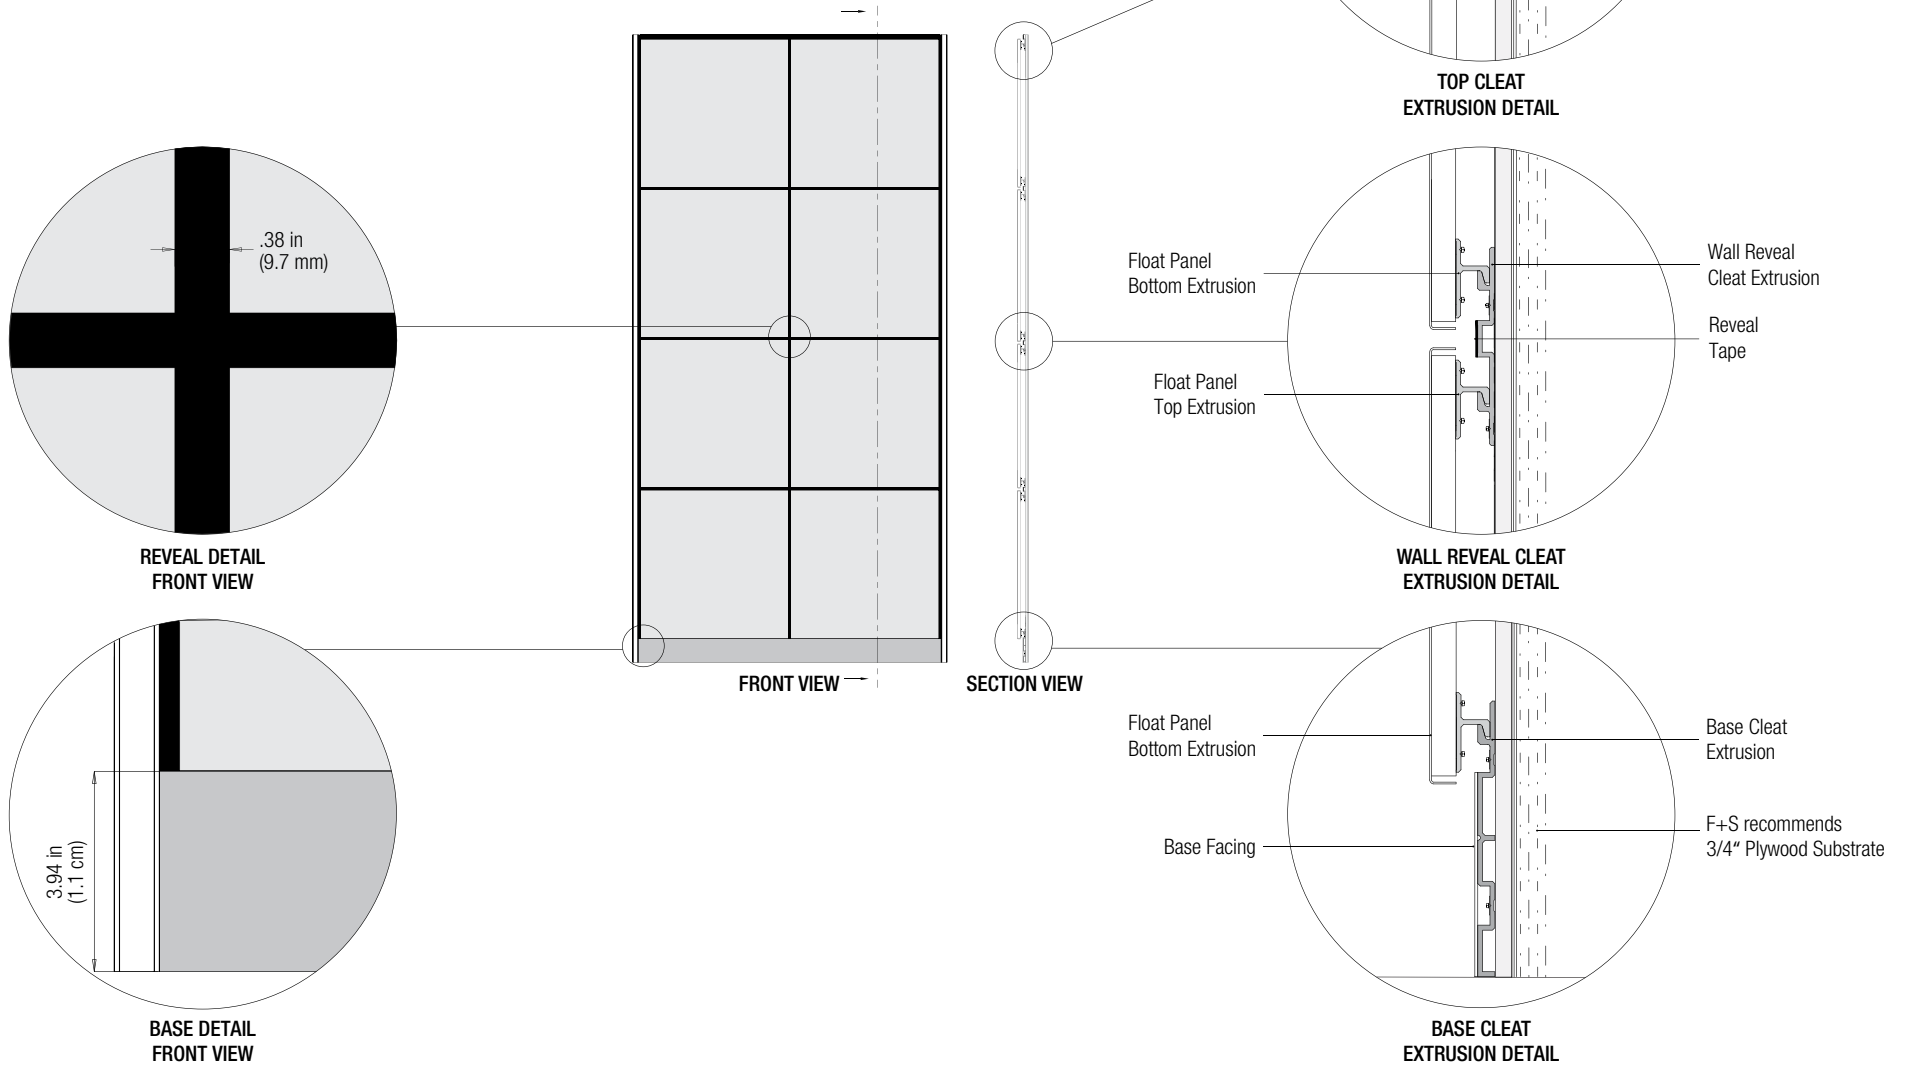 TOP CLEAT
EXTRUSION DETAIL
.38 in
(9.7 mm)
REVEAL DETAIL
FRONT VIEW
3.94 in
(1.1 cm)
BASE DETAIL
FRONT VIEW
FRONT VIEW
SECTION VIEW
Float Panel
Bottom Extrusion
Float Panel
Top Extrusion
Wall Reveal
Cleat Extrusion
Reveal
Tape
WALL REVEAL CLEAT
EXTRUSION DETAIL
Float Panel
Bottom Extrusion
Base Facing
Base Cleat
Extrusion
F+S recommends
3/4“ Plywood Substrate
BASE CLEAT
EXTRUSION DETAIL